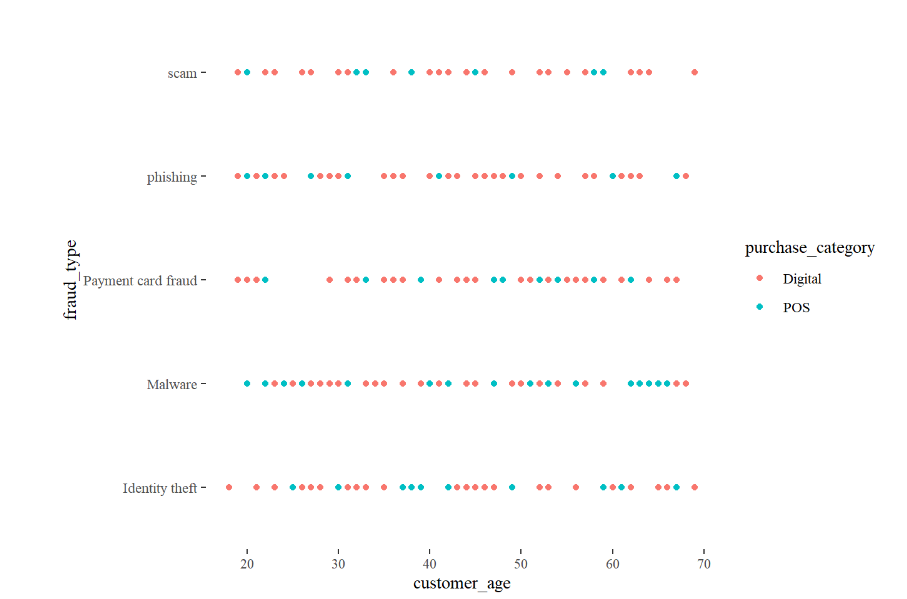 scam
phishing
Payment card fraud
Malware
Identity theft
fraud_type
20 30 40 50 60 70
customer_age
purchase_category
Digital
POS